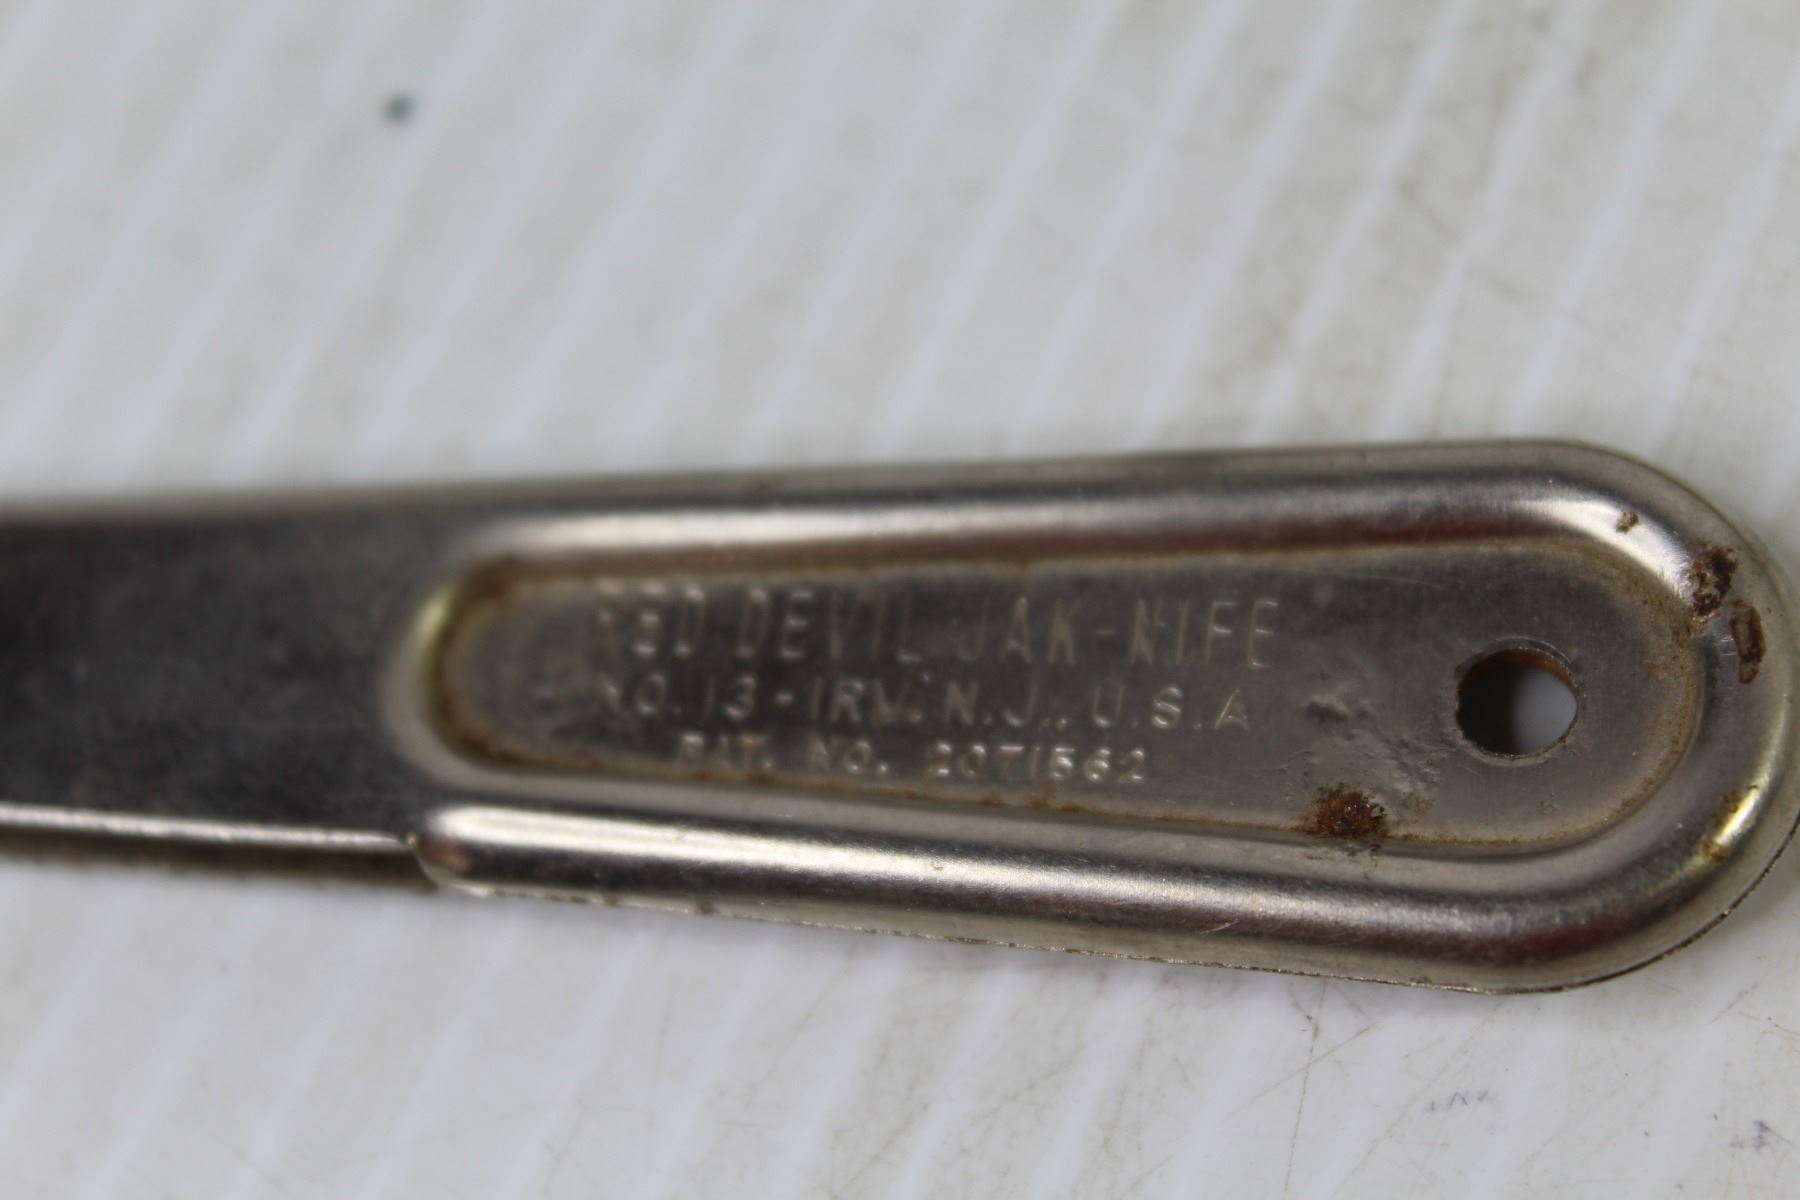 RED DEVIL JAK-NIFE
NO. 13 - IRV. N.J., U.S.A
PAT. NO. 2071562